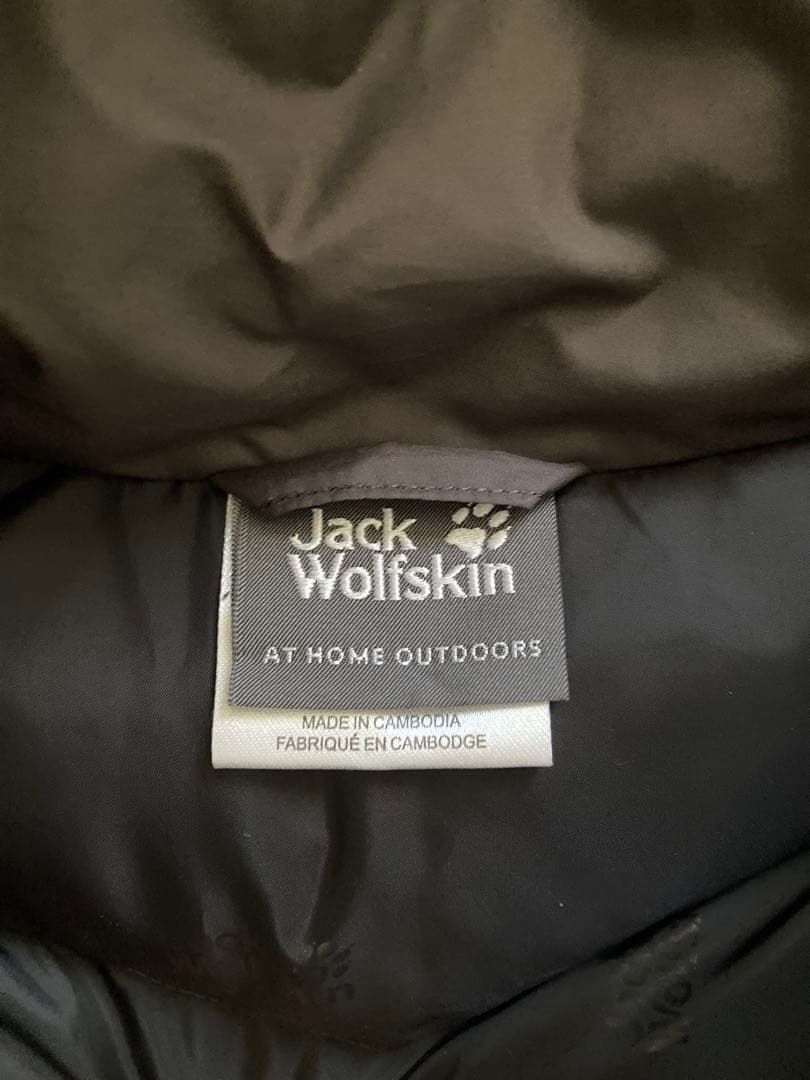 Jack
Wolfskin
AT HOME OUTDOORS
MADE IN CAMBODIA
FABRIQUÉ EN CAMBODGE